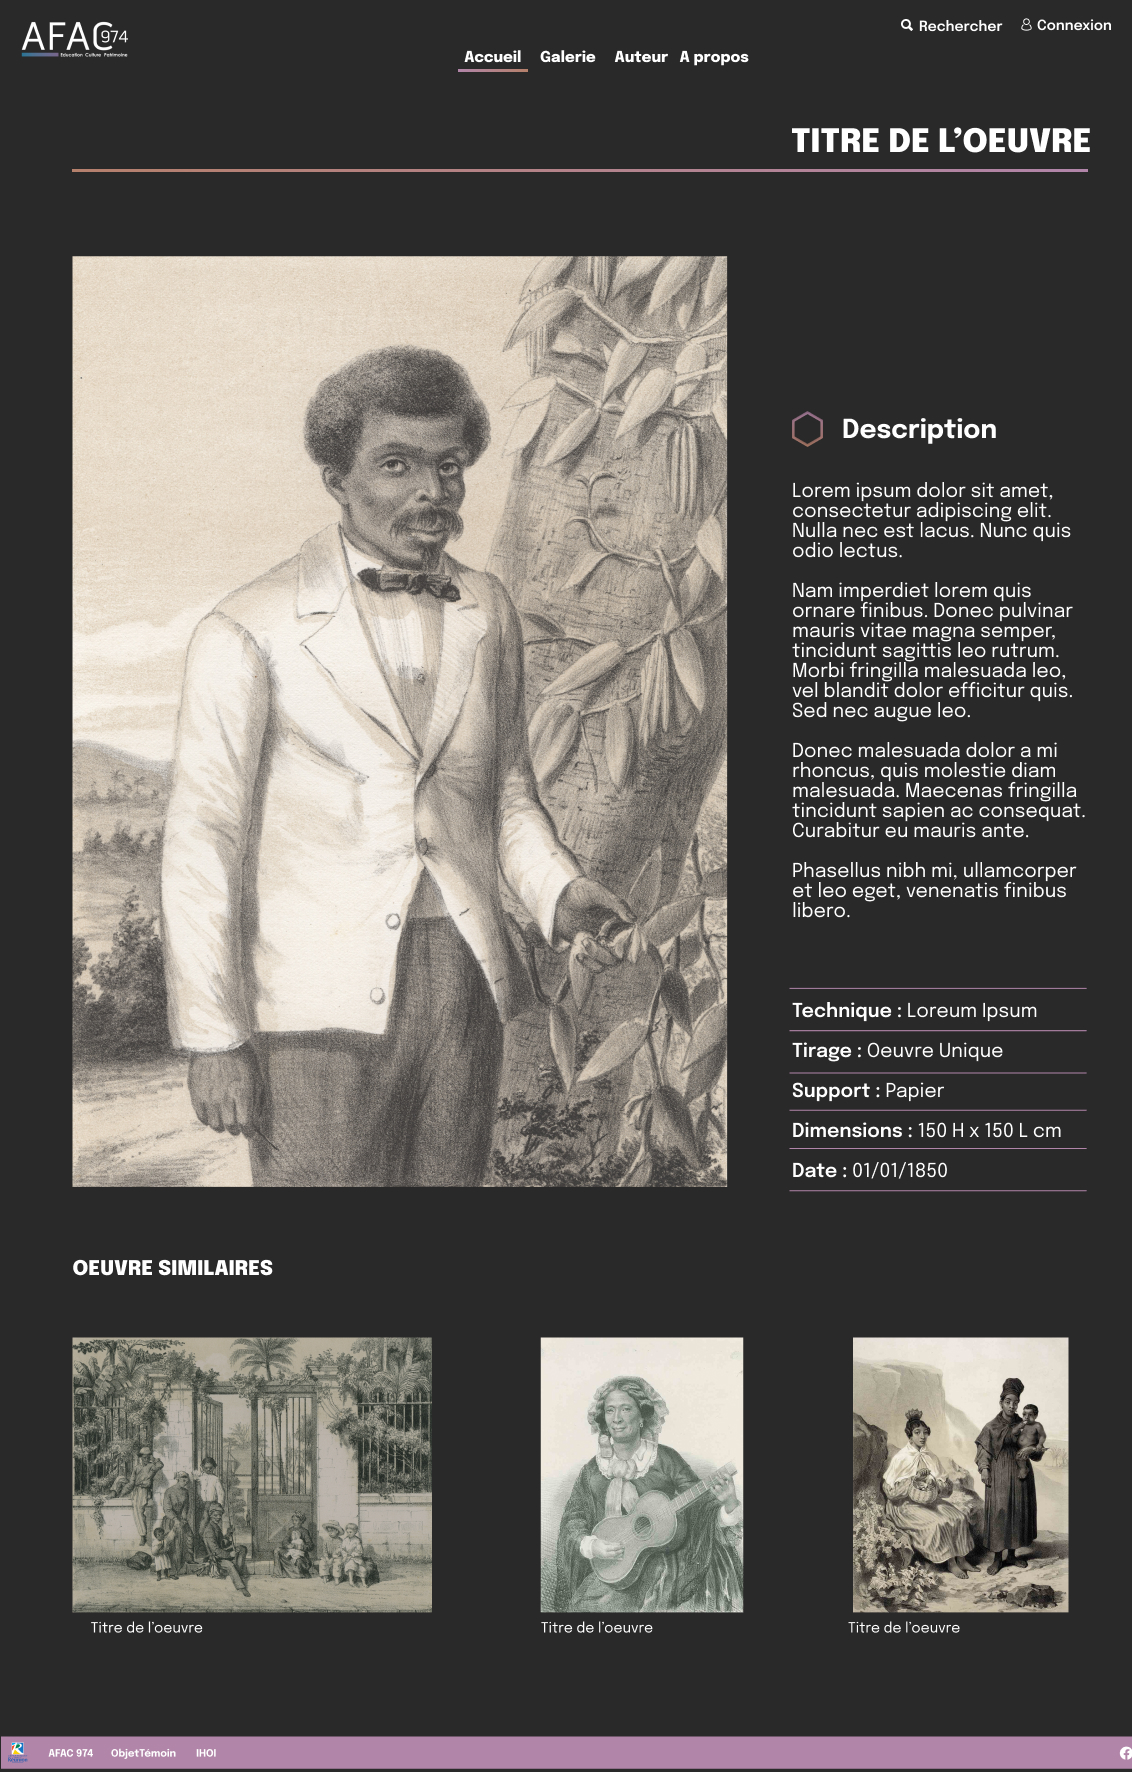 AFAC974
Education Culture Patrimoine
Rechercher
Connexion
Accueil
Galerie
Auteur
A propos
TITRE DE L'OEUVRE
Description
Lorem ipsum dolor sit amet,
consectetur adipiscing elit.
Nulla nec est lacus. Nunc quis
odio lectus.
Nam imperdiet lorem quis
ornare finibus. Donec pulvinar
mauris vitae magna semper,
tincidunt sagittis leo rutrum.
Morbi fringilla malesuada leo,
vel blandit dolor efficitur quis.
Sed nec augue leo.
Donec malesuada dolor a mi
rhoncus, quis molestie diam
malesuada. Maecenas fringilla
tincidunt sapien ac consequat.
Curabitur eu mauris ante.
Phasellus nibh mi, ullamcorper
et leo eget, venenatis finibus
libero.
Technique : Loreum Ipsum
Tirage : Oeuvre Unique
Support : Papier
Dimensions : 150 H x 150 L cm
Date : 01/01/1850
OEUVRE SIMILAIRES
Titre de l'oeuvre
Titre de l'oeuvre
Titre de l'oeuvre
AFAC 974
ObjetTémoin
IHOI